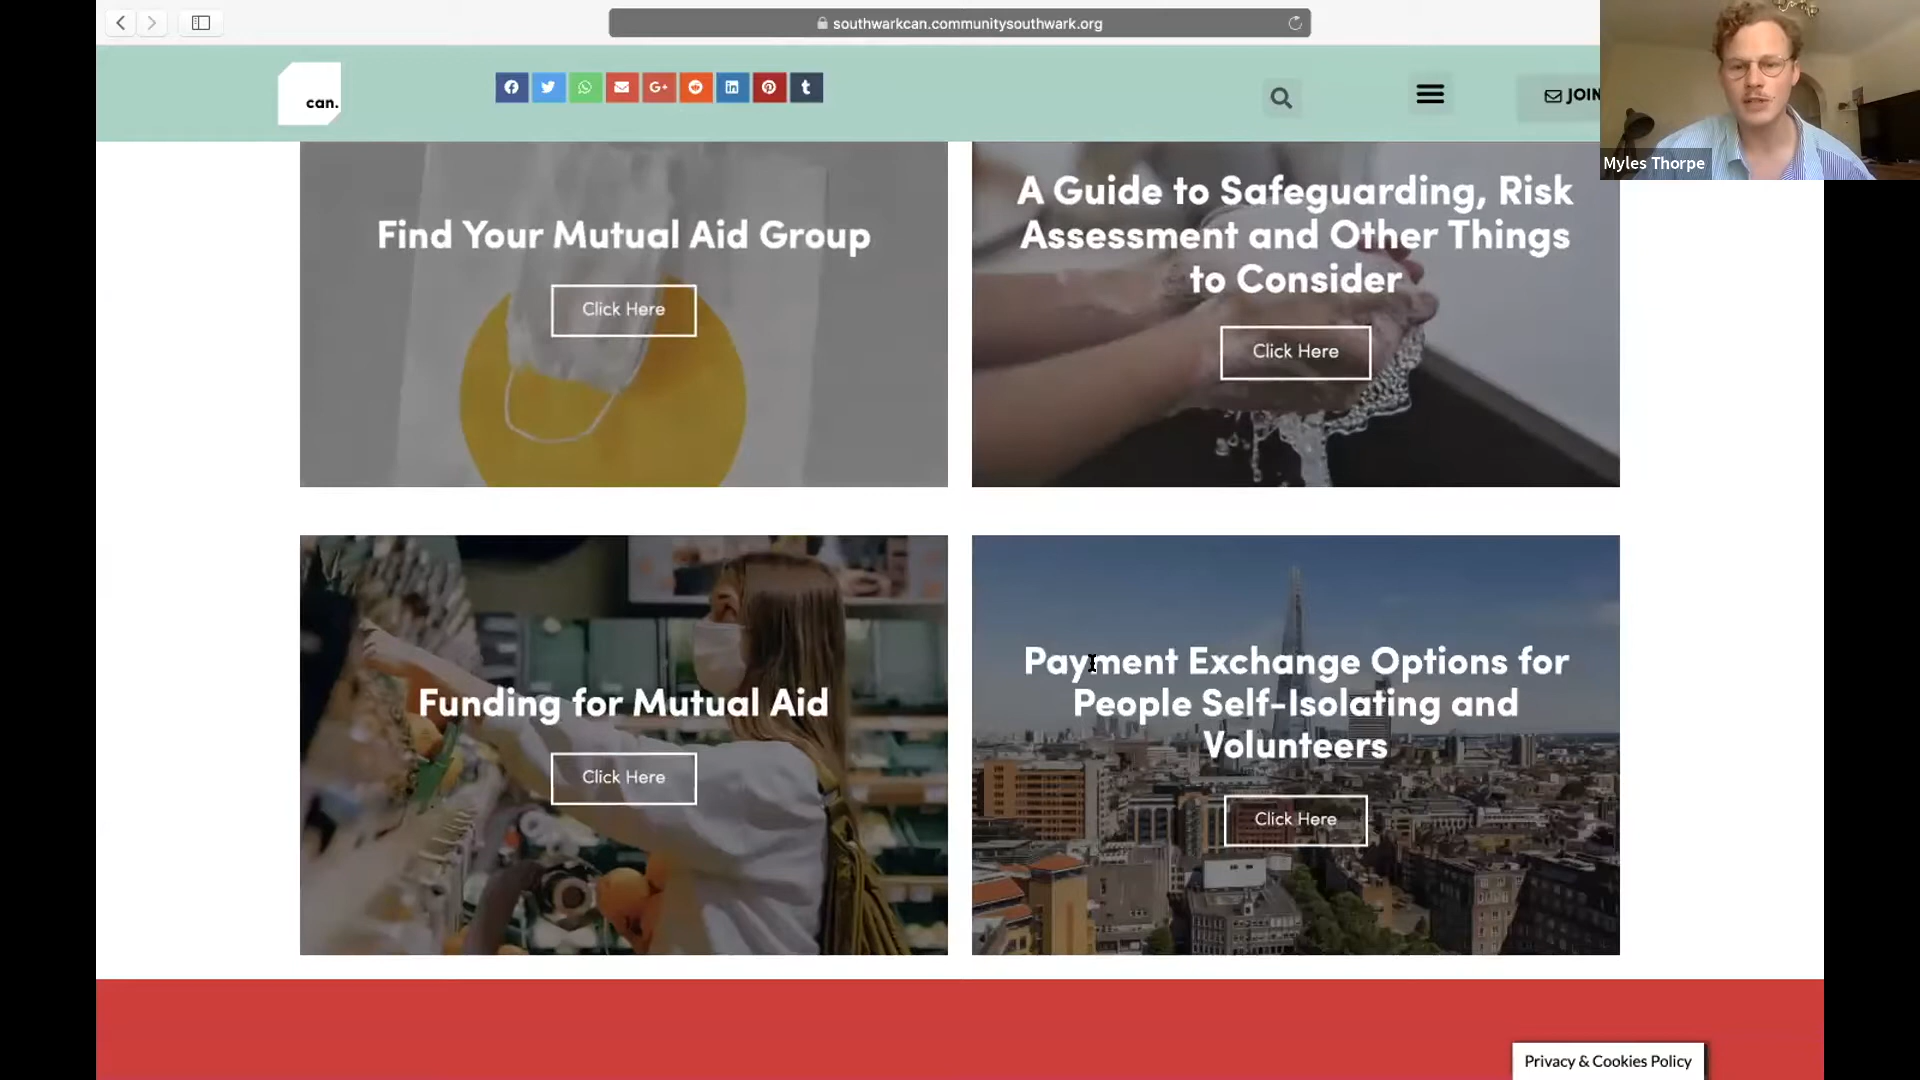 southwarkcan.communitysouthwark.org
can.
G+
t
JOIN
Myles Thorpe
Find Your Mutual Aid Group
Click Here
A Guide to Safeguarding, Risk
Assessment and Other Things
to Consider
Click Here
Funding for Mutual Aid
Click Here
Payment Exchange Options for
People Self-Isolating and
Volunteers
Click Here
Privacy & Cookies Policy